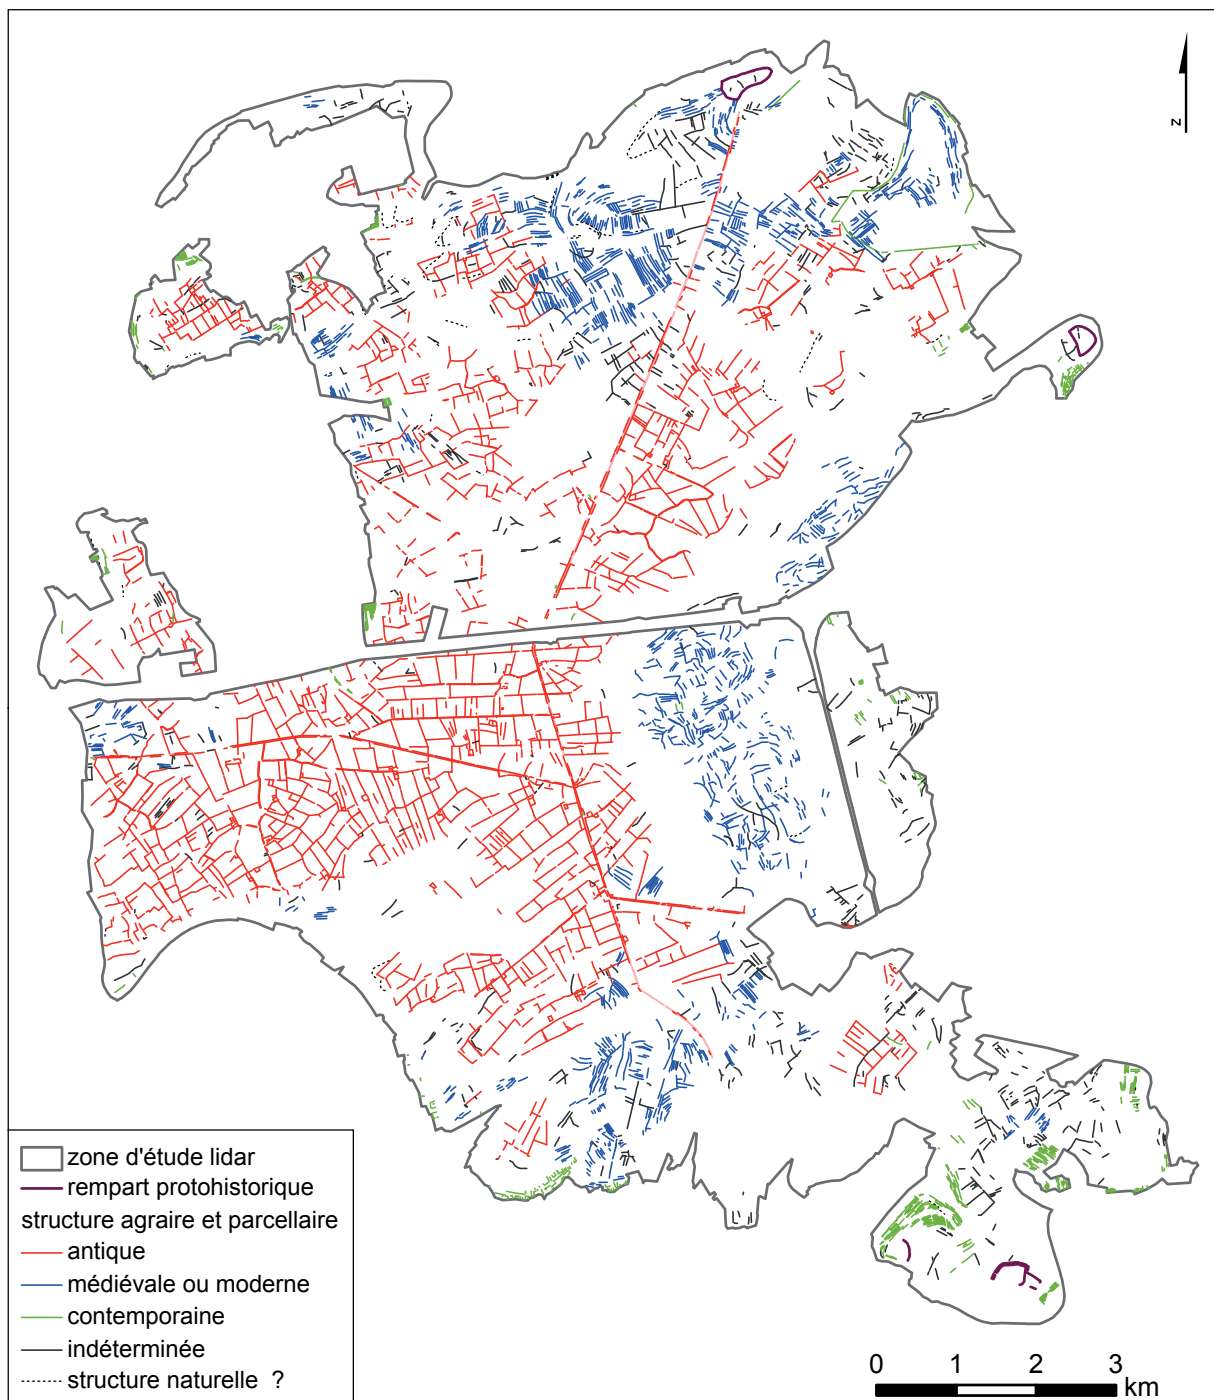 z
zone d'étude lidar
rempart protohistorique
structure agraire et parcellaire
antique
médiévale ou moderne
contemporaine
indéterminée
structure naturelle ?
0 1 2 3
km